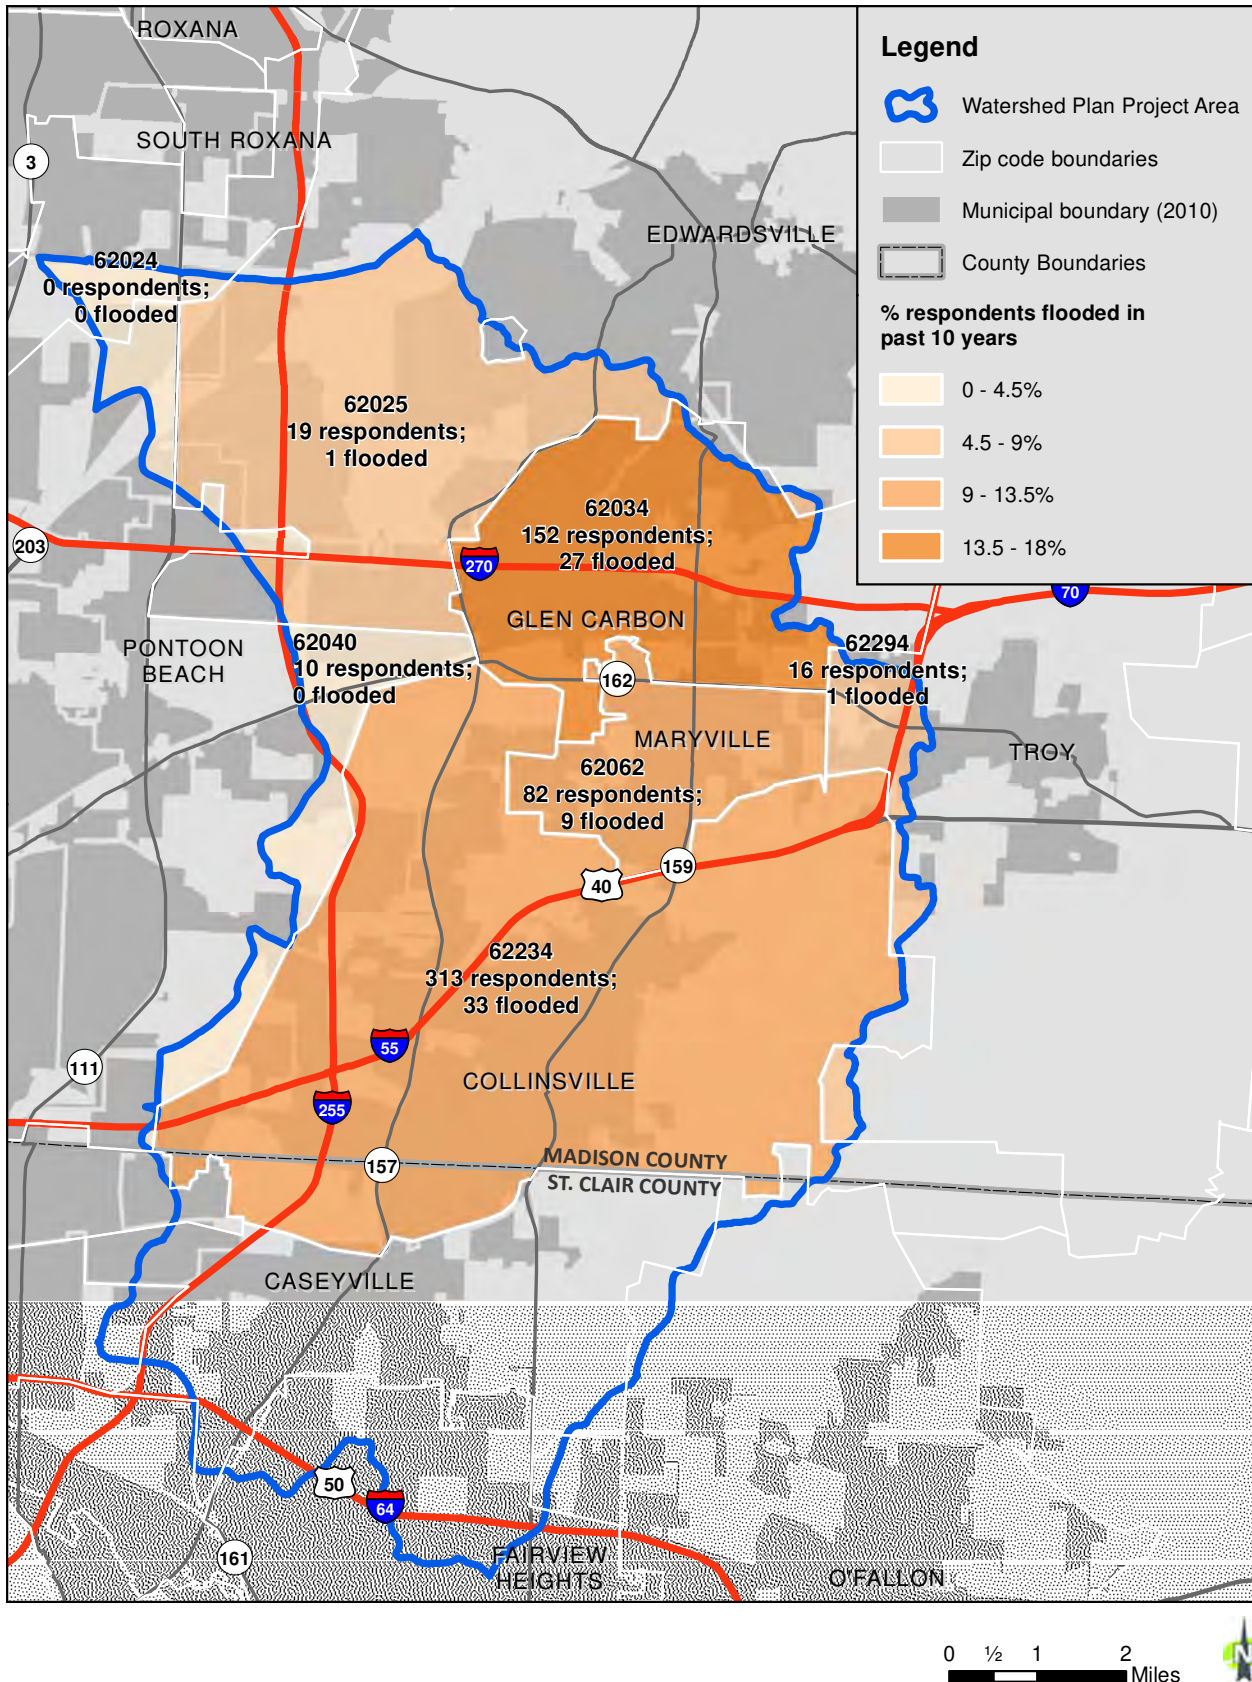 ROXANA
SOUTH ROXANA
3
EDWARDSVILLE
Legend
Watershed Plan Project Area
Zip code boundaries
Municipal boundary (2010)
County Boundaries
% respondents flooded in
past 10 years
0 - 4.5%
4.5 - 9%
9 - 13.5%
13.5 - 18%
62024
0 respondents;
0 flooded
62025
19 respondents;
1 flooded
62034
152 respondents;
27 flooded
203
270
70
GLEN CARBON
PONTOON
BEACH
62040
10 respondents;
0 flooded
62294
16 respondents;
1 flooded
162
MARYVILLE
TROY
62062
82 respondents;
9 flooded
159
40
62234
313 respondents;
33 flooded
55
111
COLLINSVILLE
255
157
MADISON COUNTY
ST. CLAIR COUNTY
CASEYVILLE
50
64
161
FAIRVIEW
HEIGHTS
O'FALLON
0 ½ 1 2
Miles
N